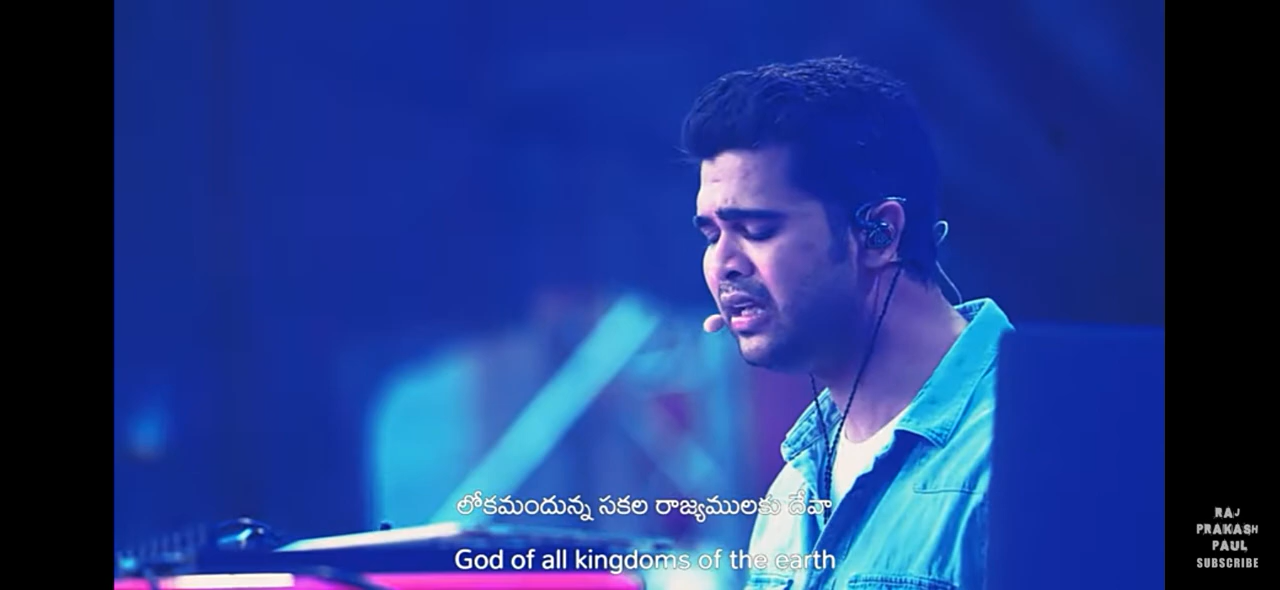 లోకమందున్న సకల రాజ్యములకు దేవా
God of all kingdoms of the earth
RAJ
PRAKASH
PAUL
SUBSCRIBE